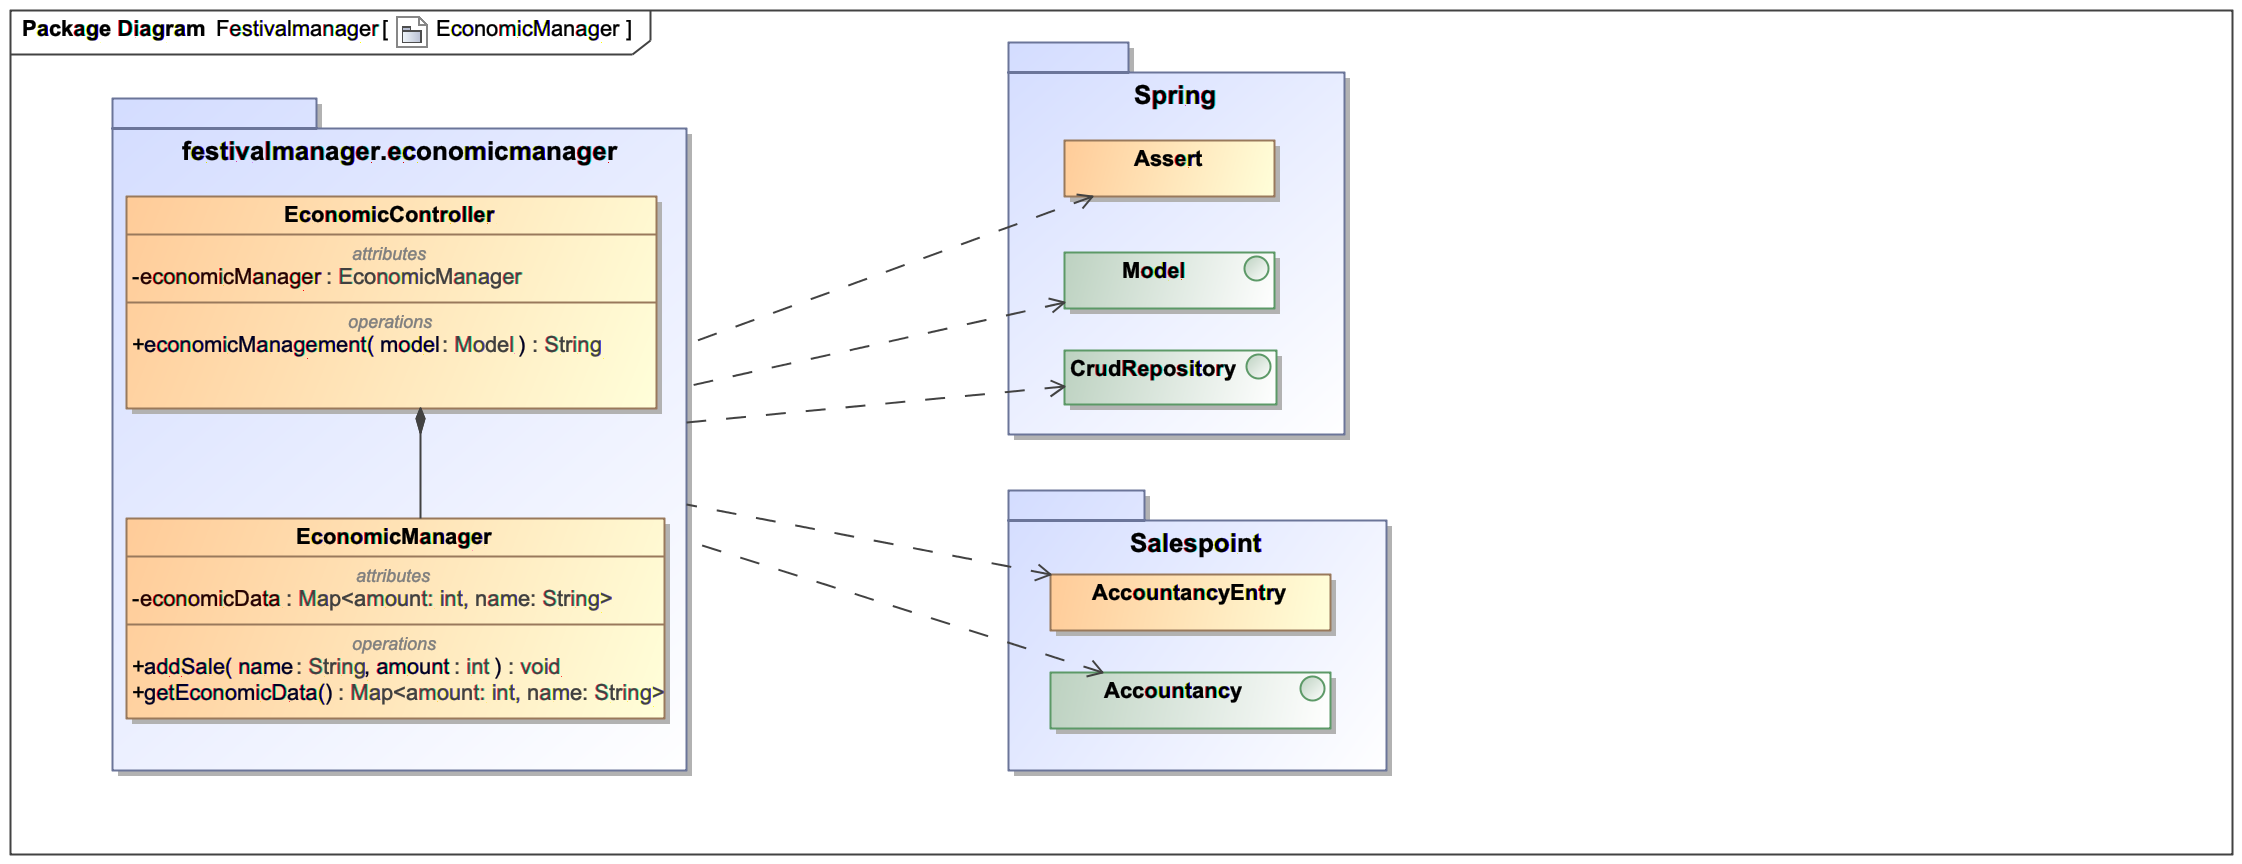 Package Diagram Festivalmanager[ EconomicManager ]
festivalmanager.economicmanager
EconomicController
attributes
-economicManager : EconomicManager
operations
+economicManagement( model : Model ) : String
EconomicManager
attributes
-economicData : Map<amount: int, name: String>
operations
+addSale( name : String, amount : int ) : void
+getEconomicData() : Map<amount: int, name: String>
Spring
Assert
Model
CrudRepository
Salespoint
AccountancyEntry
Accountancy